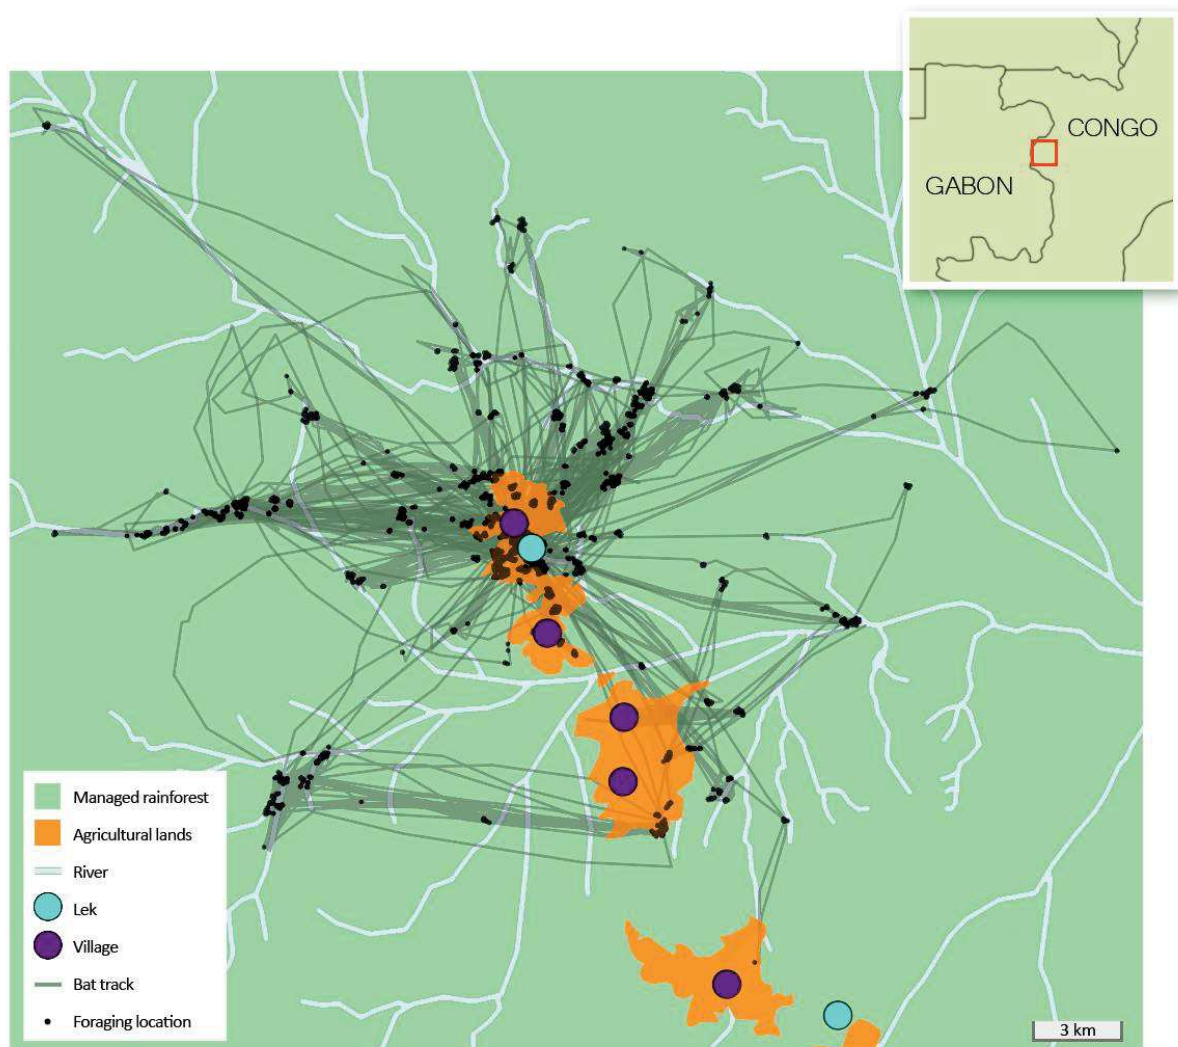 CONGO
GABON
Managed rainforest
Agricultural lands
River
Lek
Village
Bat track
Foraging location
3 km